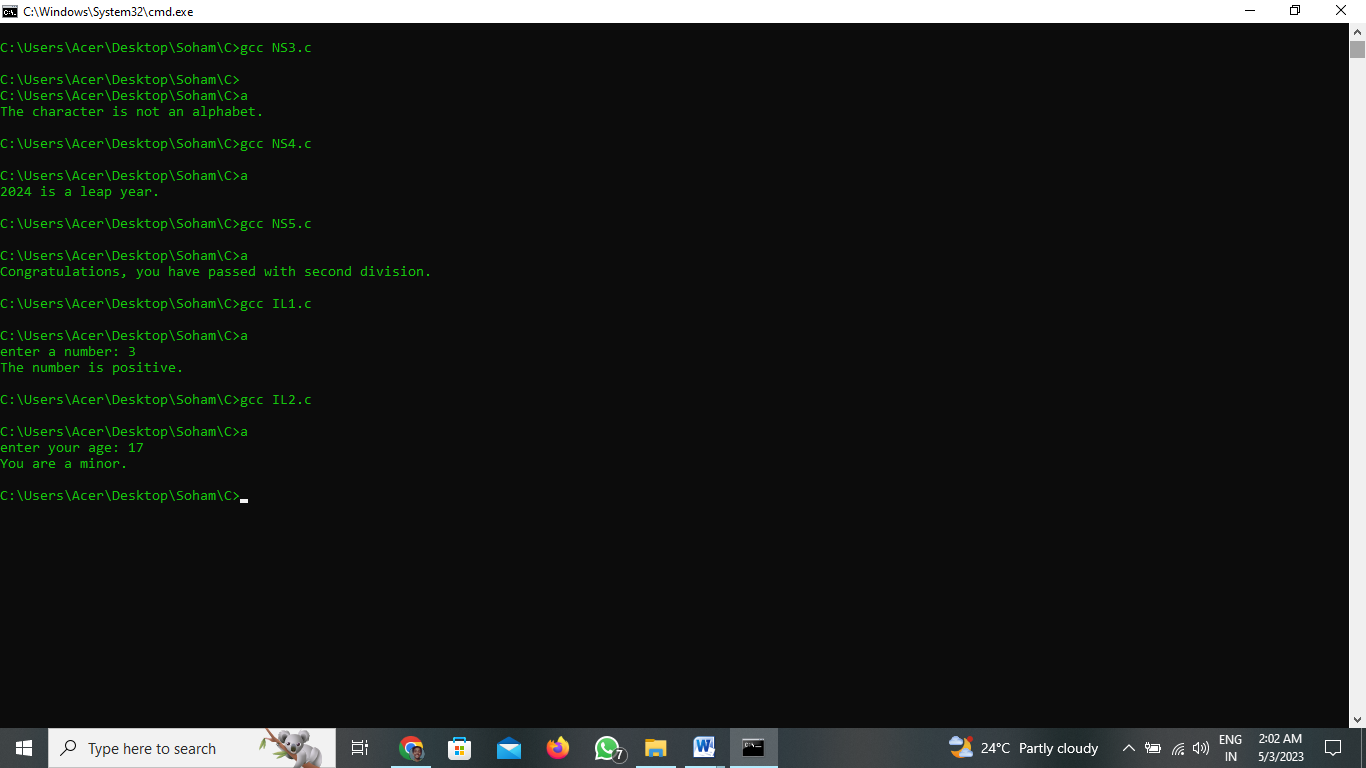 C:\Windows\System32\cmd.exe
C:\Users\Acer\Desktop\Soham\C>gcc NS3.c
C:\Users\Acer\Desktop\Soham\C>
C:\Users\Acer\Desktop\Soham\C>a
The character is not an alphabet.
C:\Users\Acer\Desktop\Soham\C>gcc NS4.c
C:\Users\Acer\Desktop\Soham\C>a
2024 is a leap year.
C:\Users\Acer\Desktop\Soham\C>gcc NS5.c
C:\Users\Acer\Desktop\Soham\C>a
Congratulations, you have passed with second division.
C:\Users\Acer\Desktop\Soham\C>gcc IL1.c
C:\Users\Acer\Desktop\Soham\C>a
enter a number: 3
The number is positive.
C:\Users\Acer\Desktop\Soham\C>gcc IL2.c
C:\Users\Acer\Desktop\Soham\C>a
enter your age: 17
You are a minor.
C:\Users\Acer\Desktop\Soham\C>
Type here to search
7
W
24°C Partly cloudy
ENG
IN
2:02 AM
5/3/2023